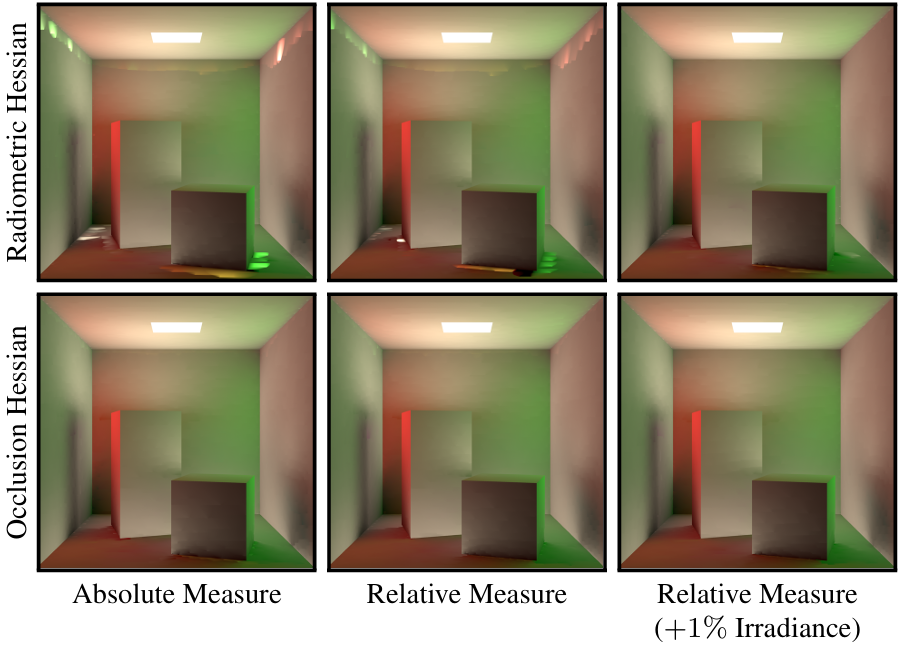 Radiometric Hessian
Occlusion Hessian
Absolute Measure
Relative Measure
Relative Measure
(+1% Irradiance)